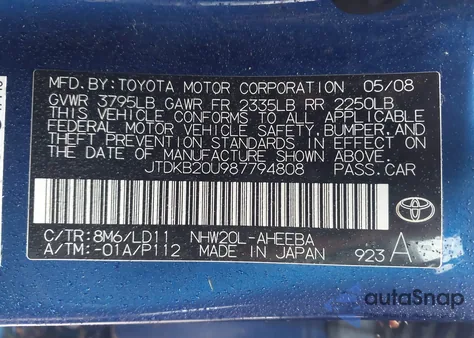 MFD.BY:TOYOTA MOTOR CORPORATION 05/08
GVWR 3795LB GAWR FR 2335LB RR 2250LB
THIS VEHICLE CONFORMS TO ALL APPLICABLE
FEDERAL MOTOR VEHICLE SAFETY, BUMPER, AND
THEFT PREVENTION STANDARDS IN EFFECT ON
THE DATE OF MANUFACTURE SHOWN ABOVE.
JTDKB20U987794808 PASS.CAR
C/TR:8M6/LD11 NHW20L-AHEEBA
A/TM:-01A/P112 MADE IN JAPAN 923 A
autoSnap